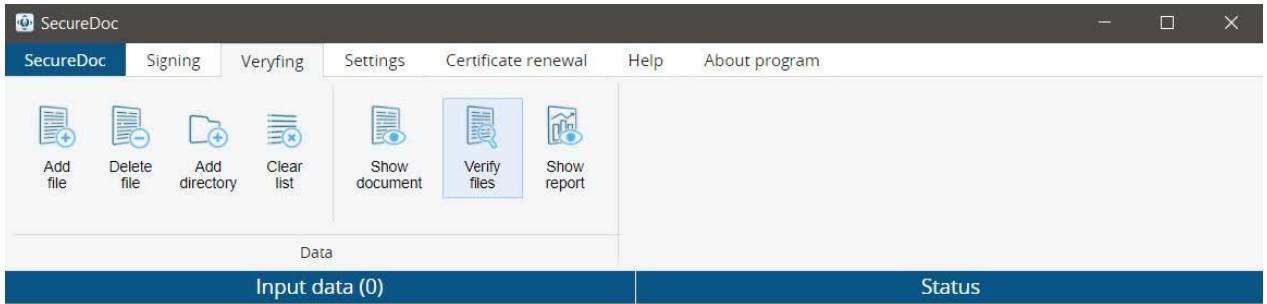 SecureDoc
SecureDoc Signing Veryfing Settings Certificate renewal Help About program
Add file Delete file Add directory Clear list Show document Verify files Show report
Data
Input data (0) Status